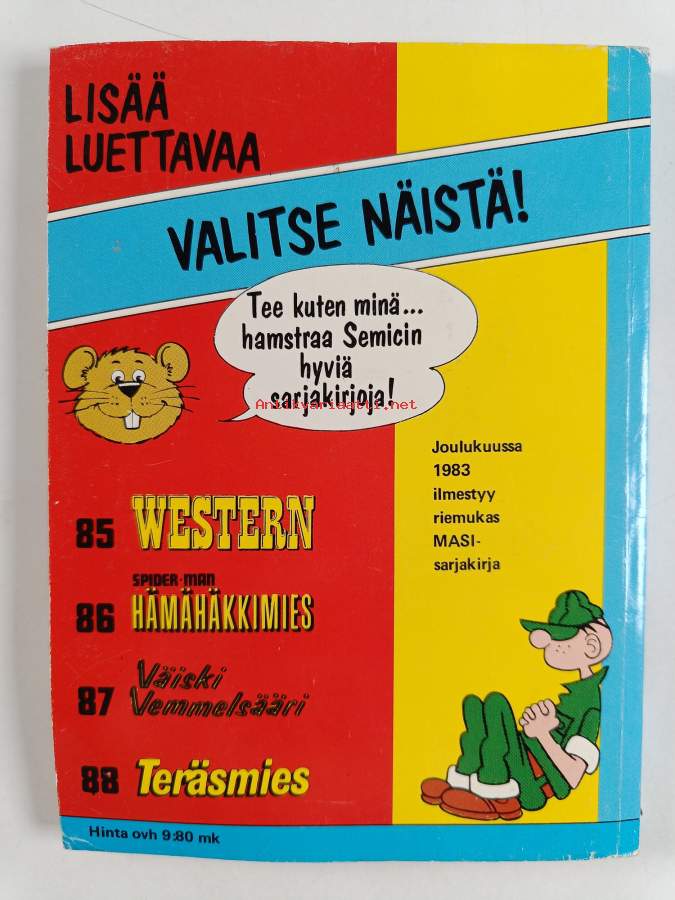 LISÄÄ
LUETTAVAA
VALITSE NÄISTÄ!
Tee kuten minä...
hamstraa Semicin
hyviä
sarjakirjoja!
Antikvariaatti.net
Joulukuussa
1983
ilmestyy
riemukas
MASI-
sarjakirja
85 WESTERN
SPIDER-MAN
86 HÄMÄHÄKKIMIES
87 Väiski
Vemmelsääri
88 Teräsmies
Hinta ovh 9:80 mk